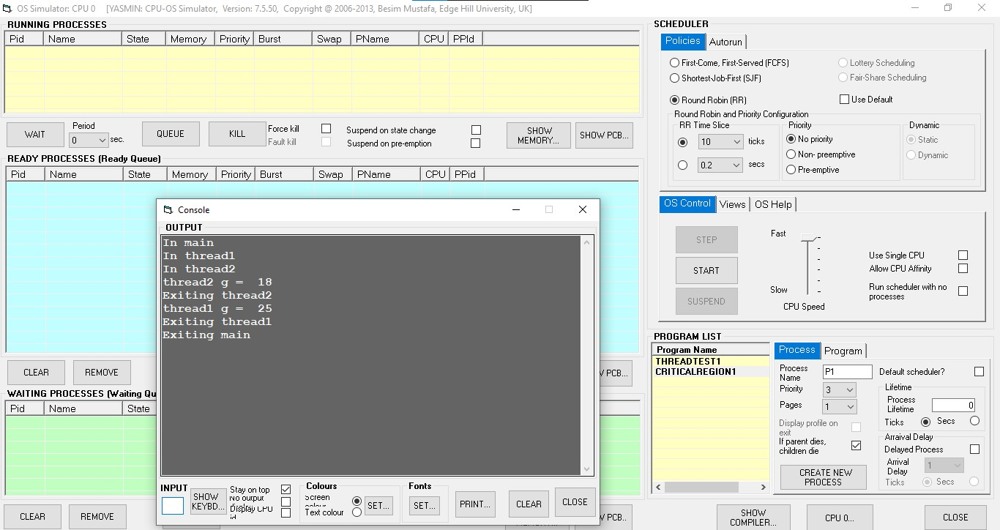 OS Simulator: CPU 0 [YASMIN: CPU-OS Simulator, Version: 7.5.50, Copyright @ 2006-2013, Besim Mustafa, Edge Hill University, UK]
RUNNING PROCESSES
Pid Name State Memory Priority Burst Swap PName CPU PPId
WAIT
Period
0 sec.
QUEUE
KILL
Force kill
Fault kill
Suspend on state change
Suspend on pre-emption
SHOW
MEMORY...
SHOW PCB...
READY PROCESSES (Ready Queue)
Pid Name State Memory Priority Burst Swap PName CPU PPId
CLEAR
REMOVE
PCB...
WAITING PROCESSES (Waiting Qu
Pid Name State
CLEAR
REMOVE
PCB..
Console
OUTPUT
In main
In thread1
In thread2
thread2 g = 18
Exiting thread2
thread1 g = 25
Exiting thread1
Exiting main
INPUT
SHOW
KEYBD...
Stay on top
No output
Display CPU
id
Colours
Screen
colour
Text colour
SET...
Fonts
SET...
PRINT...
CLEAR
CLOSE
SCHEDULER
Policies Autorun
First-Come, First-Served (FCFS)
Shortest-Job-First (SJF)
Round Robin (RR)
Lottery Scheduling
Fair-Share Scheduling
Use Default
Round Robin and Priority Configuration
RR Time Slice
10 ticks
0.2 secs
Priority
No priority
Non- preemptive
Pre-emptive
Dynamic
Static
Dynamic
OS Control Views OS Help
STEP
START
SUSPEND
Fast
Slow
CPU Speed
Use Single CPU
Allow CPU Affinity
Run scheduler with no
processes
PROGRAM LIST
Program Name
THREADTEST1
CRITICALREGION1
Process Program
Process
Name
P1
Priority
3
Pages
1
Display profile on
exit
If parent dies,
children die
CREATE NEW
PROCESS
Default scheduler?
Lifetime
Process
Lifetime
0
Ticks Secs
Arraival Delay
Delayed Process
Arrival
Delay
1
Ticks Secs
SHOW
COMPILER...
CPU 0...
CLOSE